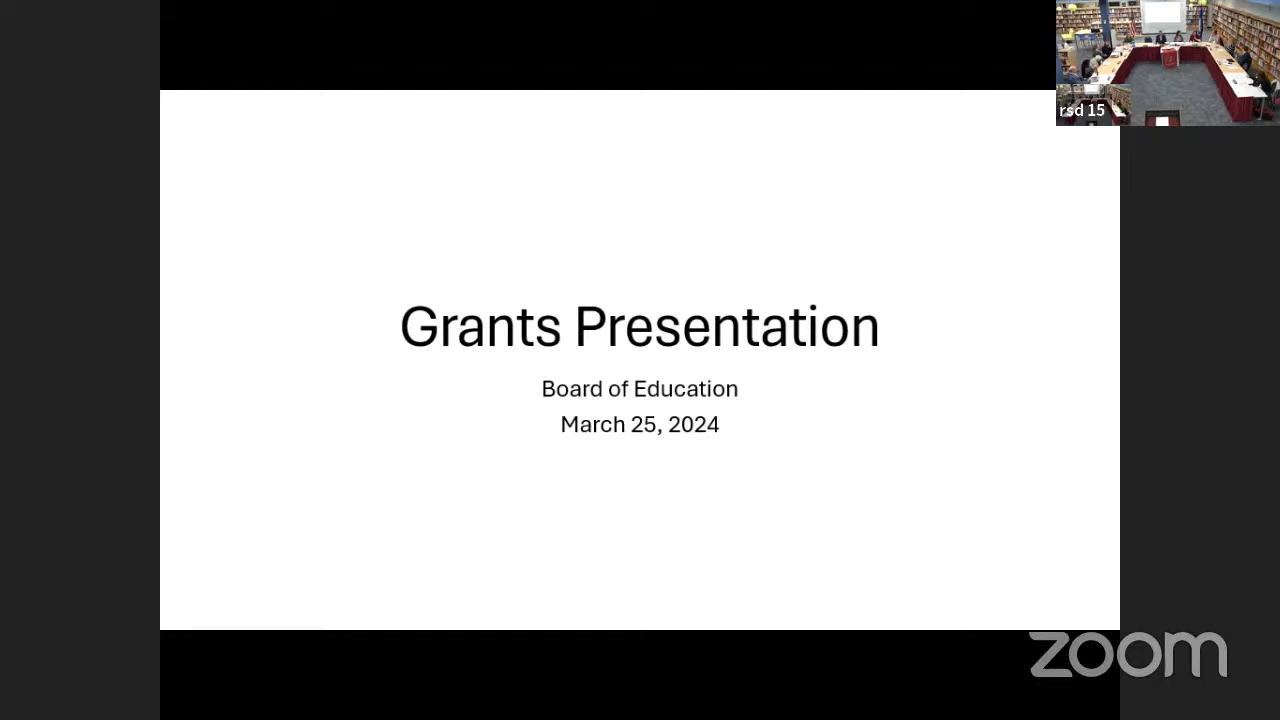 rsd 15
Grants Presentation
Board of Education
March 25, 2024
zoom